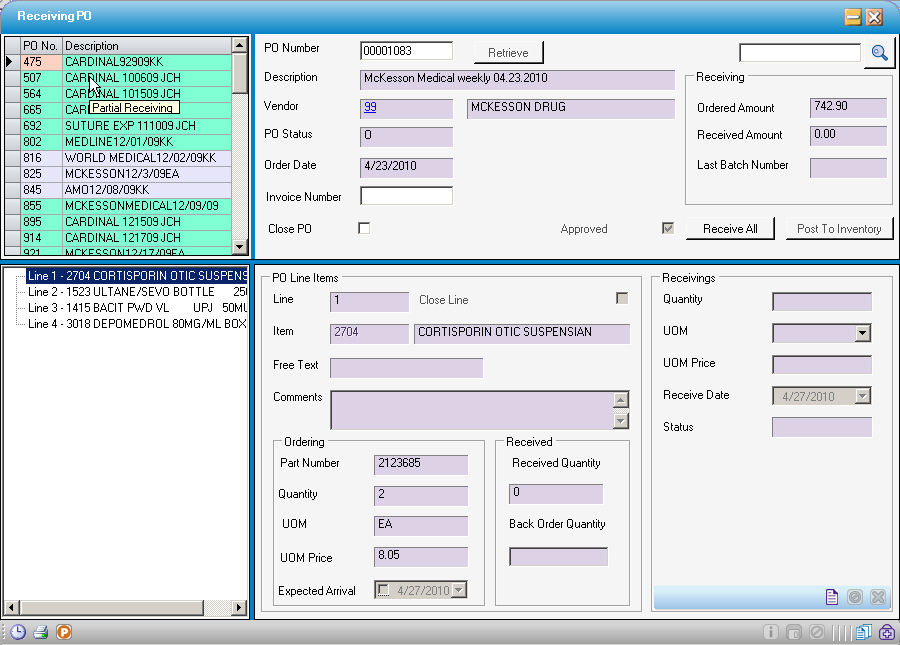 Receiving PO
PO No. Description
475 CARDINAL92909KK
507 CARDINAL 100609 JCH
564 CARDINAL 101509 JCH
665 CAR
Partial Receiving
692 SUTURE EXP 111009 JCH
802 MEDLINE12/01/09KK
816 WORLD MEDICAL12/02/09KK
825 MCKESSON12/3/09EA
845 AMO12/08/09KK
855 MCKESSONMEDICAL12/09/09
895 CARDINAL 121509 JCH
914 CARDINAL 121709 JCH
921 MCKESSON12/17/09EA
PO Number 00001083 Retrieve
Description McKesson Medical weekly 04.23.2010
Vendor 99 MCKESSON DRUG
PO Status O
Order Date 4/23/2010
Invoice Number
Close PO Approved Receive All Post To Inventory
Receiving
Ordered Amount 742.90
Received Amount 0.00
Last Batch Number
Line 1 - 2704 CORTISPORIN OTIC SUSPENS
Line 2 - 1523 ULTANE/SEVO BOTTLE 250
Line 3 - 1415 BACIT PWD VL UPJ 50MU
Line 4 - 3018 DEPOMEDROL 80MG/ML BOX
PO Line Items
Line 1 Close Line
Item 2704 CORTISPORIN OTIC SUSPENSIAN
Free Text
Comments
Ordering
Part Number 2123685
Quantity 2
UOM EA
UOM Price 8.05
Expected Arrival 4/27/2010
Received
Received Quantity
0
Back Order Quantity
Receivings
Quantity
UOM
UOM Price
Receive Date 4/27/2010
Status